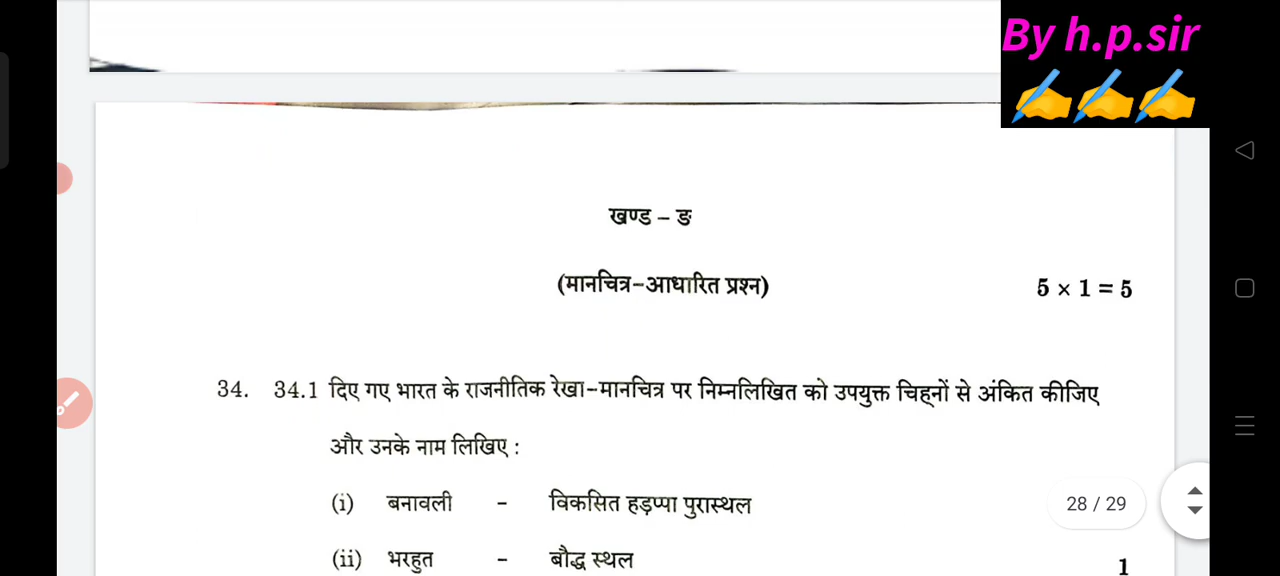 By h.p.sir
खण्ड – ङ
(मानचित्र-आधारित प्रश्न) 5 × 1 = 5
34. 34.1 दिए गए भारत के राजनीतिक रेखा-मानचित्र पर निम्नलिखित को उपयुक्त चिह्नों से अंकित कीजिए
और उनके नाम लिखिए :
(i) बनावली - विकसित हड़प्पा पुरास्थल
28 / 29
(ii) भरहुत - बौद्ध स्थल 1